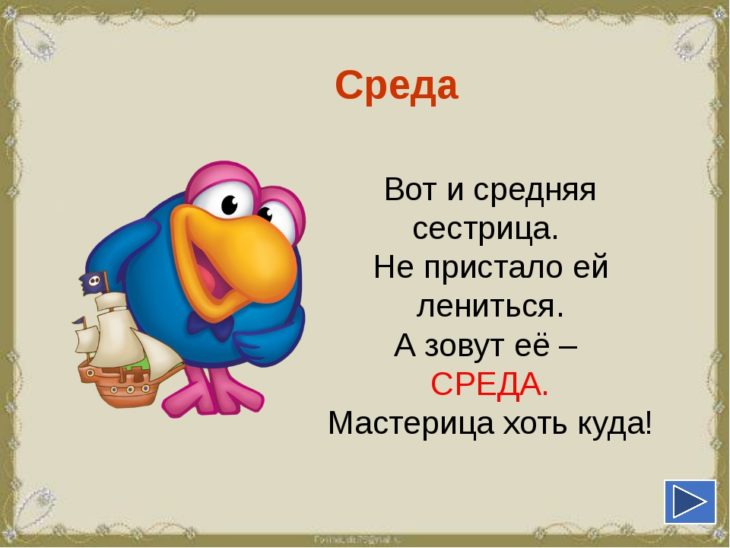 Среда
Вот и средняя
сестрица.
Не пристало ей
лениться.
А зовут её –
СРЕДА.
Мастерица хоть куда!